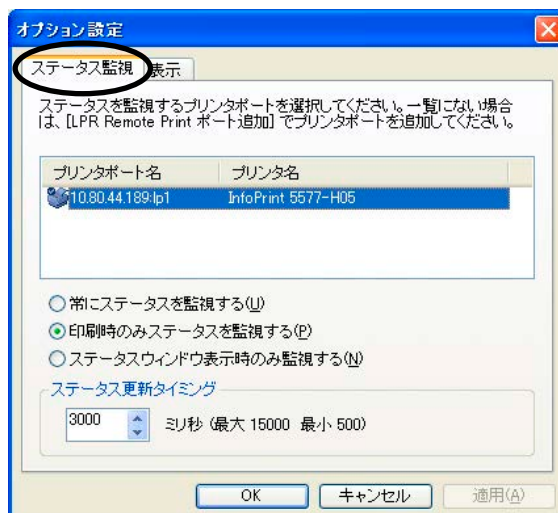 オプション設定
ステータス監視 表示
ステータスを監視するプリンタポートを選択してください。一覧にない場合
は、[LPR Remote Print ポート追加] でプリンタポートを追加してください。
プリンタポート名 プリンタ名
10.80.44.189:lp1 InfoPrint 5577-H05
常にステータスを監視する(U)
印刷時のみステータスを監視する(P)
ステータスウィンドウ表示時のみ監視する(N)
ステータス更新タイミング
3000 ミリ秒 (最大 15000 最小 500)
OK キャンセル 適用(A)